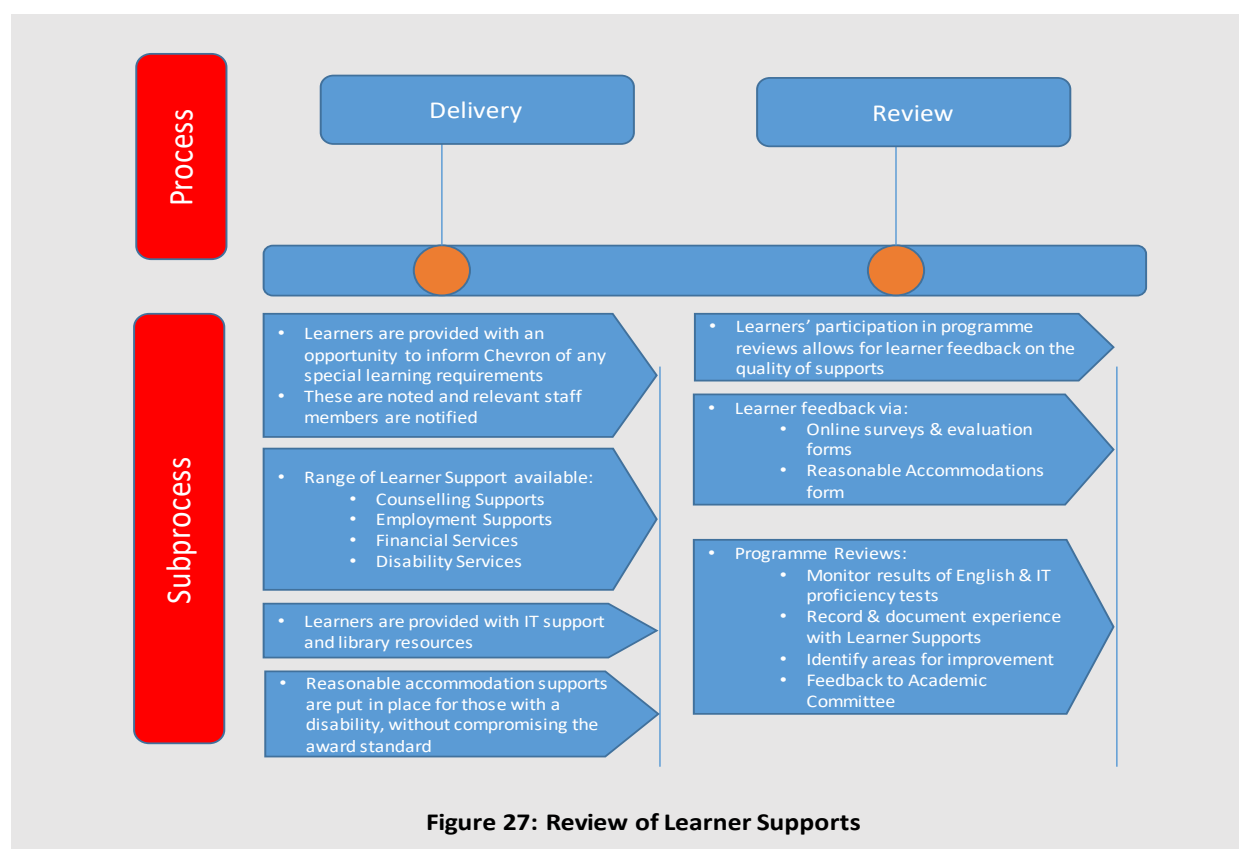 Process
Delivery
Review
Subprocess
• Learners are provided with an
opportunity to inform Chevron of any
special learning requirements
• These are noted and relevant staff
members are notified
• Range of Learner Support available:
• Counselling Supports
• Employment Supports
• Financial Services
• Disability Services
• Learners are provided with IT support
and library resources
• Reasonable accommodation supports
are put in place for those with a
disability, without compromising the
award standard
• Learners’ participation in programme
reviews allows for learner feedback on the
quality of supports
• Learner feedback via:
• Online surveys & evaluation
forms
• Reasonable Accommodations
form
• Programme Reviews:
• Monitor results of English & IT
proficiency tests
• Record & document experience
with Learner Supports
• Identify areas for improvement
• Feedback to Academic
Committee
Figure 27: Review of Learner Supports